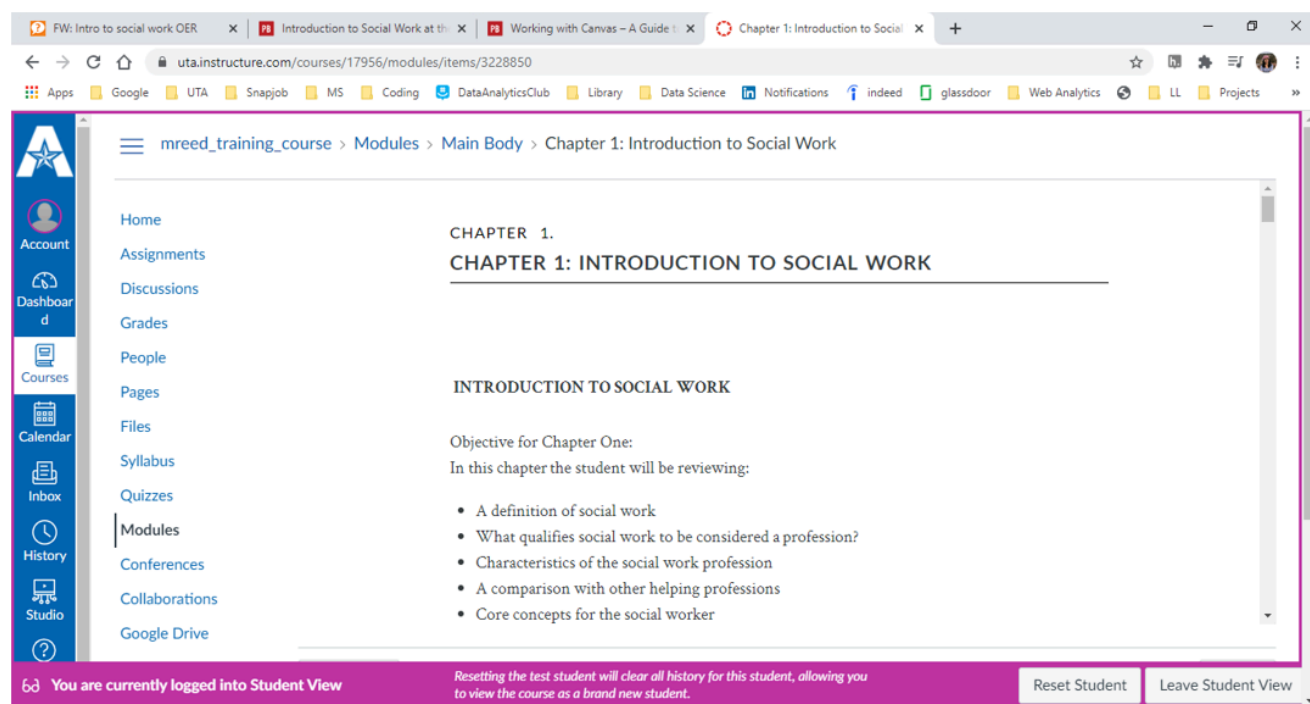 FW: Intro to social work OER
Introduction to Social Work at th
Working with Canvas – A Guide t
Chapter 1: Introduction to Social
uta.instructure.com/courses/17956/modules/items/3228850
Apps Google UTA Snapjob MS Coding DataAnalyticsClub Library Data Science Notifications indeed glassdoor Web Analytics LL Projects »
mreed_training_course > Modules > Main Body > Chapter 1: Introduction to Social Work
Account
Dashboar
d
Courses
Calendar
Inbox
History
Studio
Home
Assignments
Discussions
Grades
People
Pages
Files
Syllabus
Quizzes
Modules
Conferences
Collaborations
Google Drive
CHAPTER 1.
CHAPTER 1: INTRODUCTION TO SOCIAL WORK
INTRODUCTION TO SOCIAL WORK
Objective for Chapter One:
In this chapter the student will be reviewing:
• A definition of social work
• What qualifies social work to be considered a profession?
• Characteristics of the social work profession
• A comparison with other helping professions
• Core concepts for the social worker
You are currently logged into Student View
Resetting the test student will clear all history for this student, allowing you
to view the course as a brand new student.
Reset Student
Leave Student View